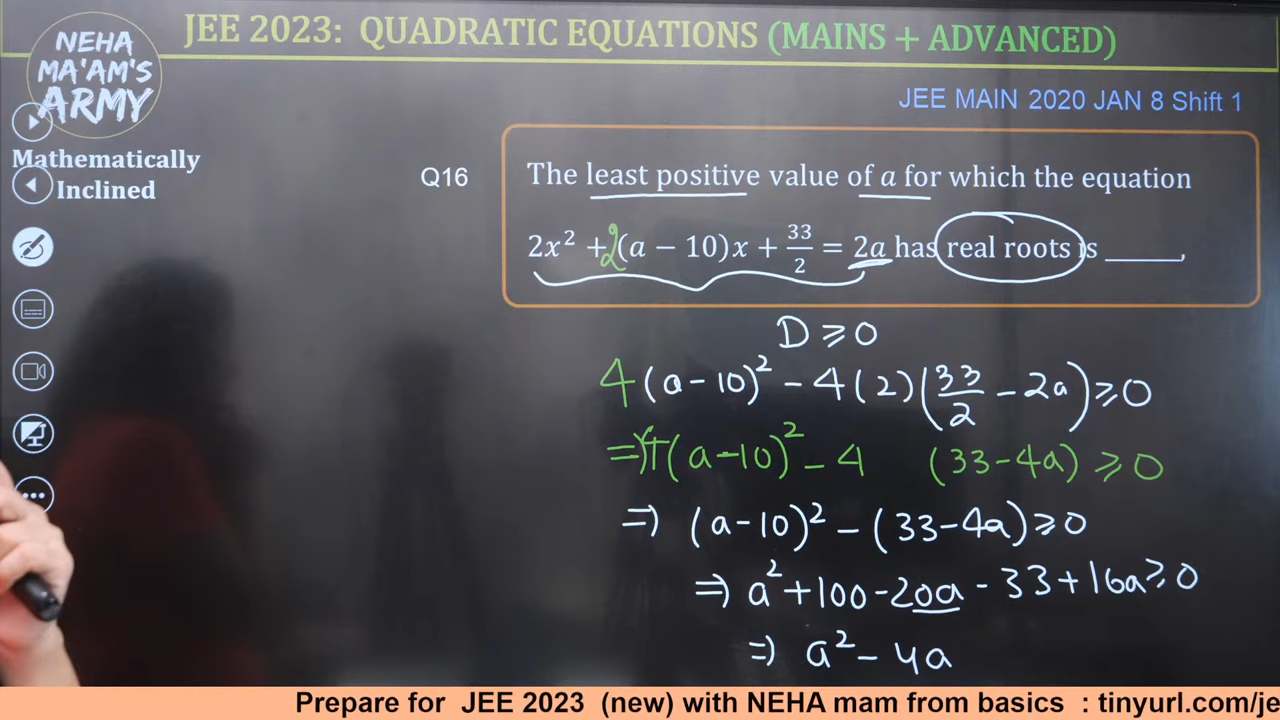 JEE 2023: QUADRATIC EQUATIONS (MAINS + ADVANCED)
NEHA
MA'AM'S
ARMY
JEE MAIN 2020 JAN 8 Shift 1
Mathematically
Inclined
Q16
The least positive value of a for which the equation
2x² + 2(a − 10)x + 33/2 = 2a has real roots is ______,
D ≥ 0
4(a-10)² - 4(2)(33/2 - 2a) ≥ 0
=> 4(a-10)² - 4 (33-4a) ≥ 0
=> (a-10)² - (33-4a) ≥ 0
=> a² + 100 - 20a - 33 + 16a ≥ 0
=> a² - 4a
Prepare for JEE 2023 (new) with NEHA mam from basics : tinyurl.com/je